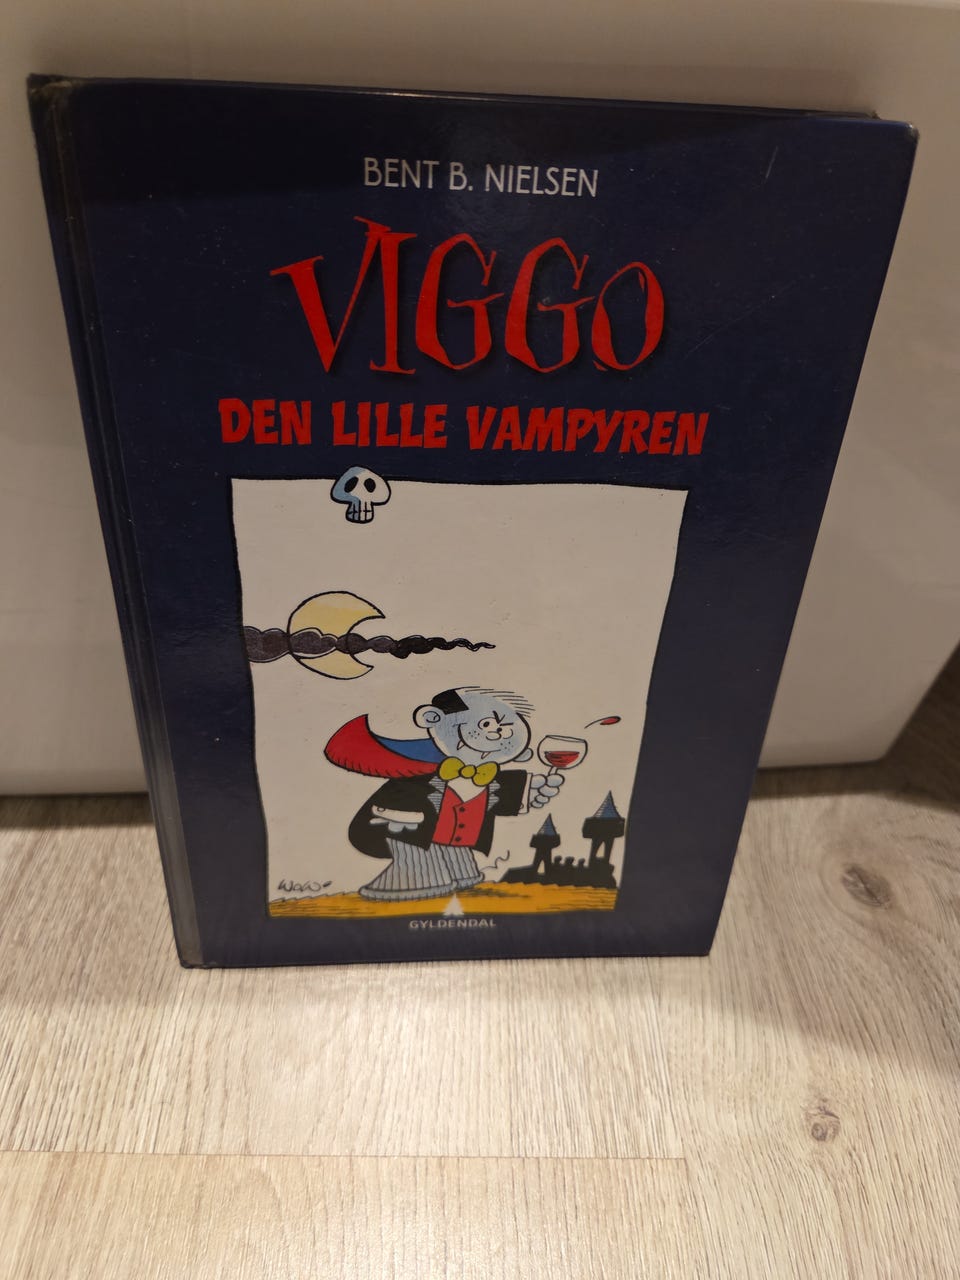 BENT B. NIELSEN
VIGGO
DEN LILLE VAMPYREN
GYLDENDAL